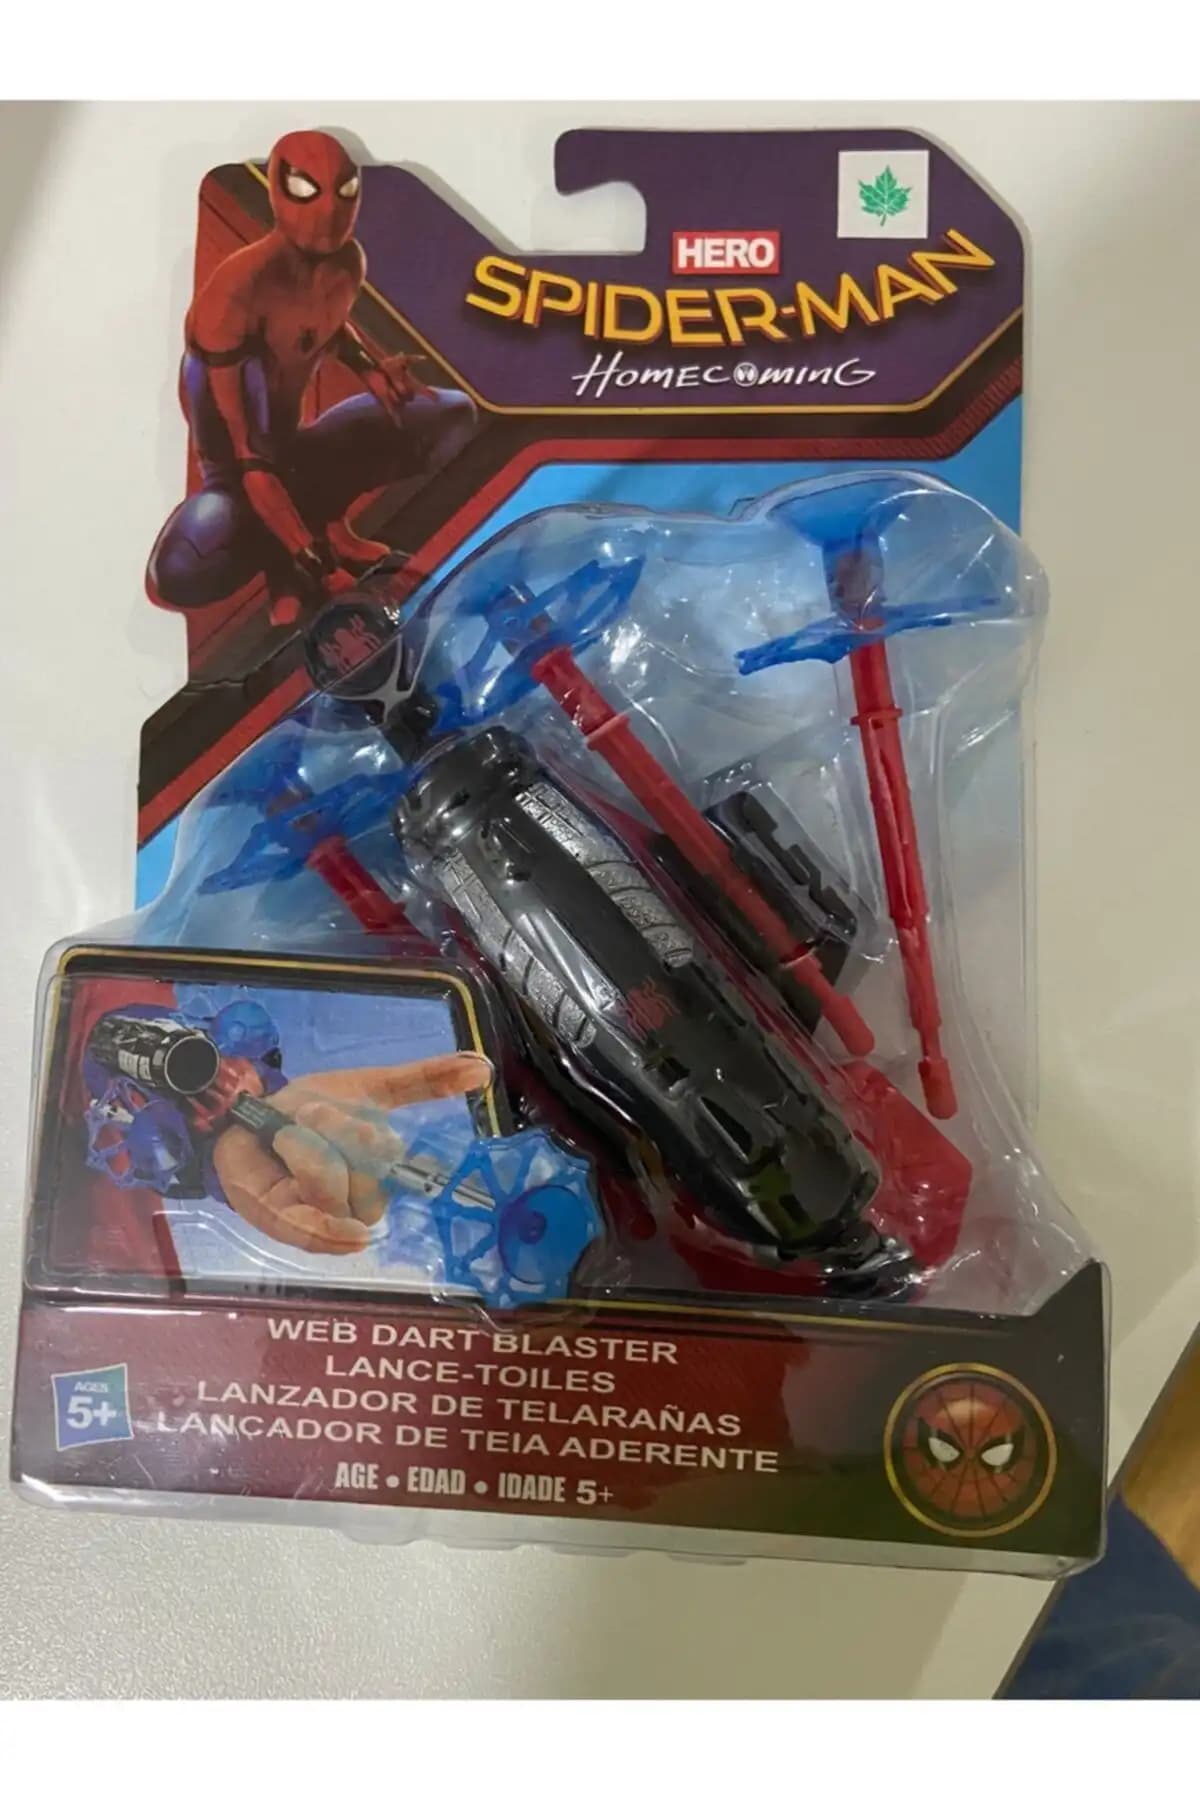 HERO
SPIDER-MAN
HOMECOMING
WEB DART BLASTER
LANCE-TOILES
LANZADOR DE TELARAÑAS
LANÇADOR DE TEIA ADERENTE
AGES
5+
AGE • EDAD • IDADE 5+